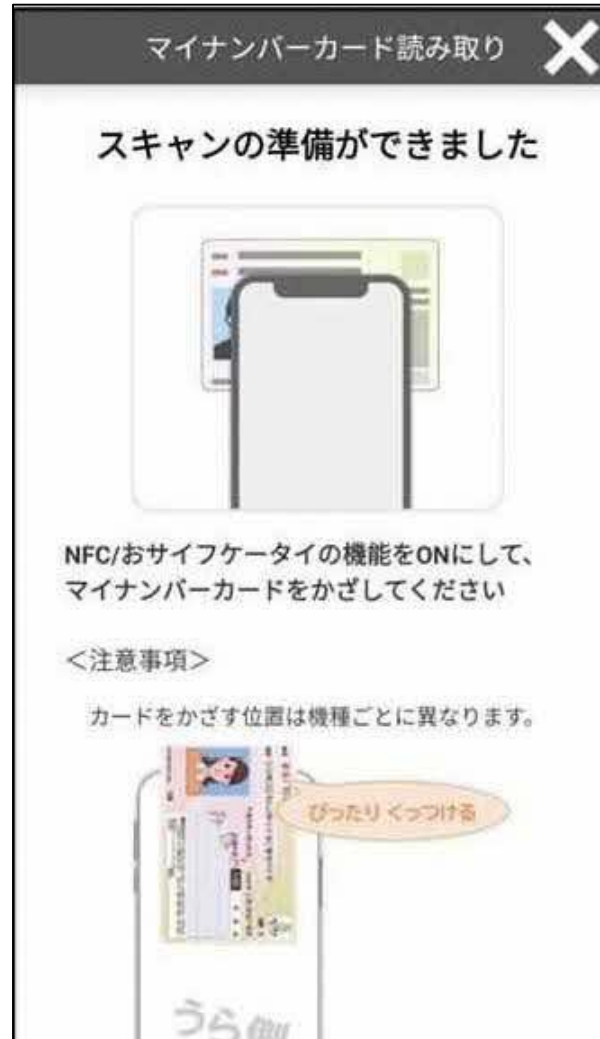 マイナンバーカード読み取り
スキャンの準備ができました
NFC/おサイフケータイの機能をONにして、
マイナンバーカードをかざしてください
＜注意事項＞
カードをかざす位置は機種ごとに異なります。
ぴったり くっつける
うら側